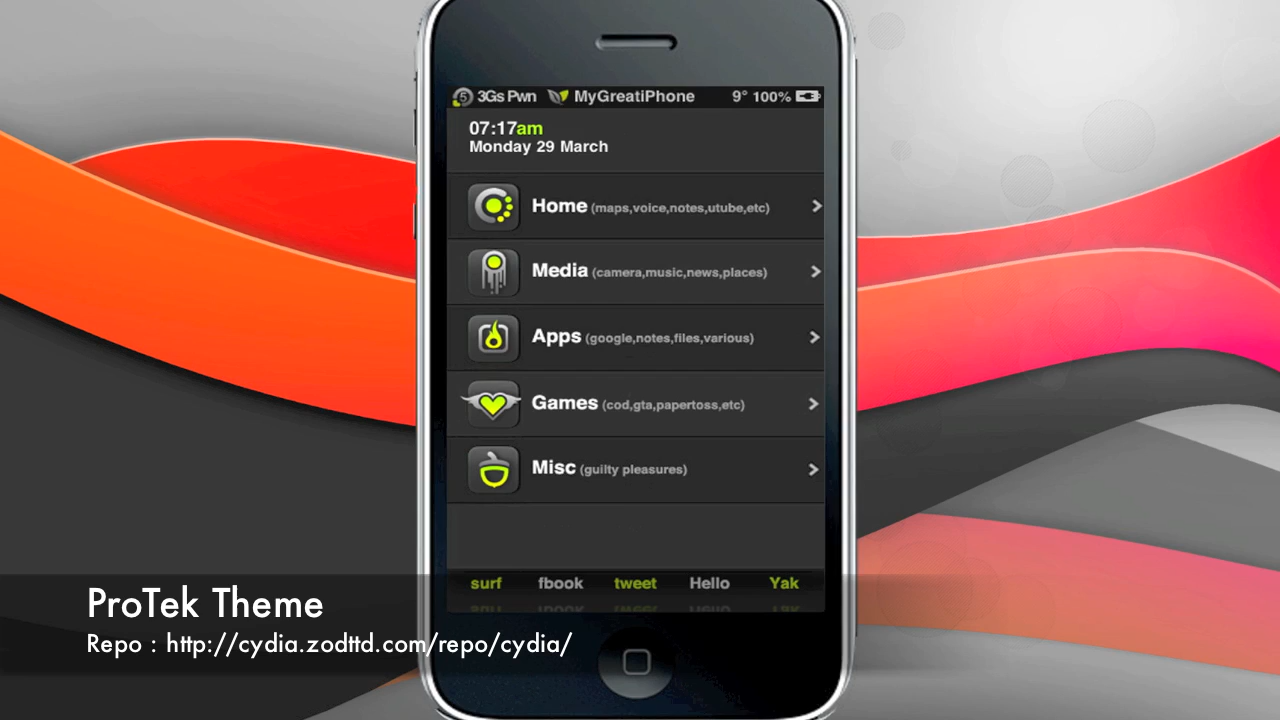 3Gs Pwn MyGreatiPhone 9° 100%
07:17am
Monday 29 March
Home (maps,voice,notes,utube,etc)
Media (camera,music,news,places)
Apps (google,notes,files,various)
Games (cod,gta,papertoss,etc)
Misc (guilty pleasures)
surf fbook tweet Hello Yak
ProTek Theme
Repo : http://cydia.zodttd.com/repo/cydia/